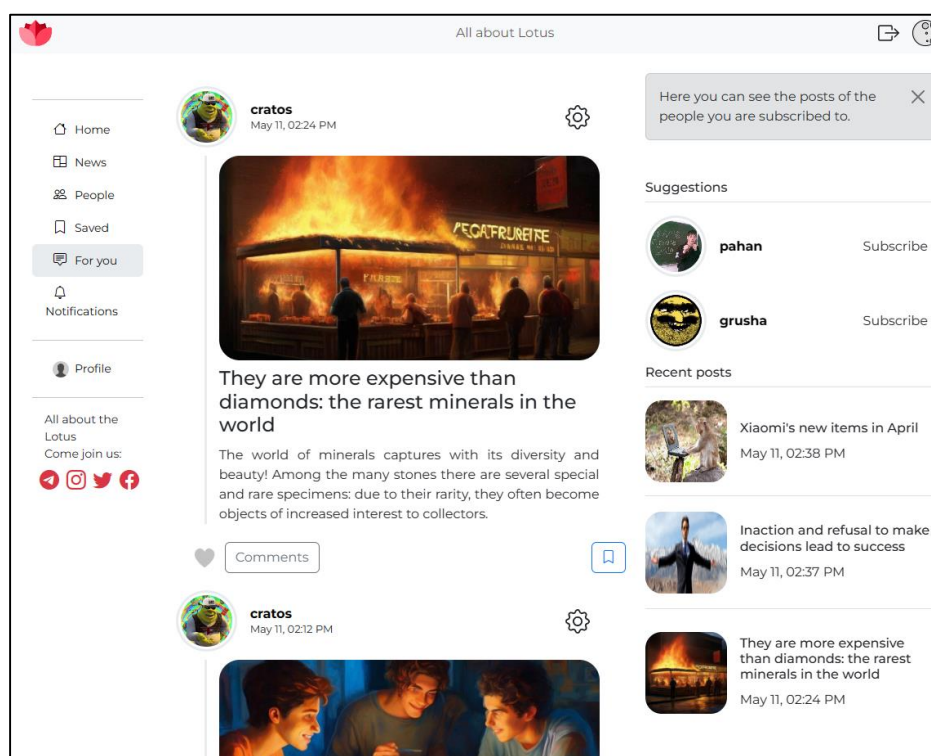 All about Lotus
Home
News
People
Saved
For you
Notifications
Profile
All about the
Lotus
Come join us:
cratos
May 11, 02:24 PM
They are more expensive than
diamonds: the rarest minerals in the
world
The world of minerals captures with its diversity and
beauty! Among the many stones there are several special
and rare specimens: due to their rarity, they often become
objects of increased interest to collectors.
Comments
cratos
May 11, 02:12 PM
Here you can see the posts of the
people you are subscribed to.
Suggestions
pahan
Subscribe
grusha
Subscribe
Recent posts
Xiaomi's new items in April
May 11, 02:38 PM
Inaction and refusal to make
decisions lead to success
May 11, 02:37 PM
They are more expensive
than diamonds: the rarest
minerals in the world
May 11, 02:24 PM